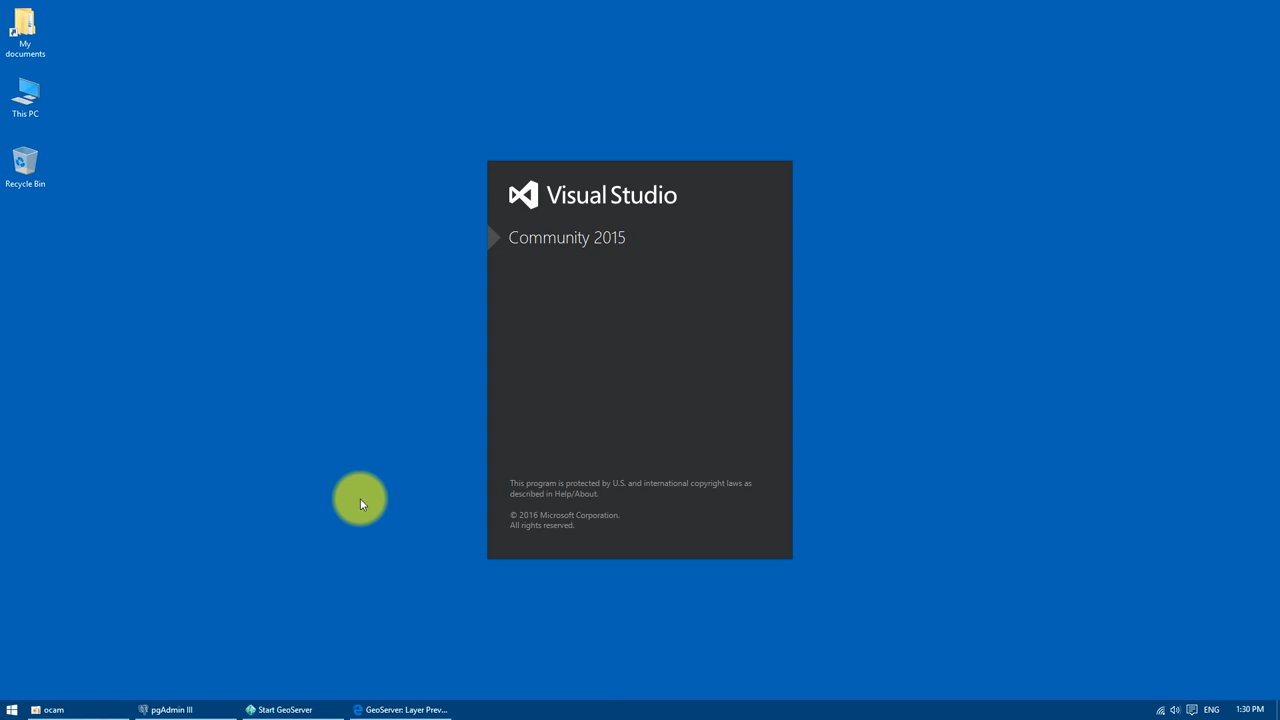 My
documents
This PC
Recycle Bin
Visual Studio
Community 2015
This program is protected by U.S. and international copyright laws as
described in Help/About.
© 2016 Microsoft Corporation.
All rights reserved.
ocam
pgAdmin III
Start GeoServer
GeoServer: Layer Prev...
ENG
1:30 PM